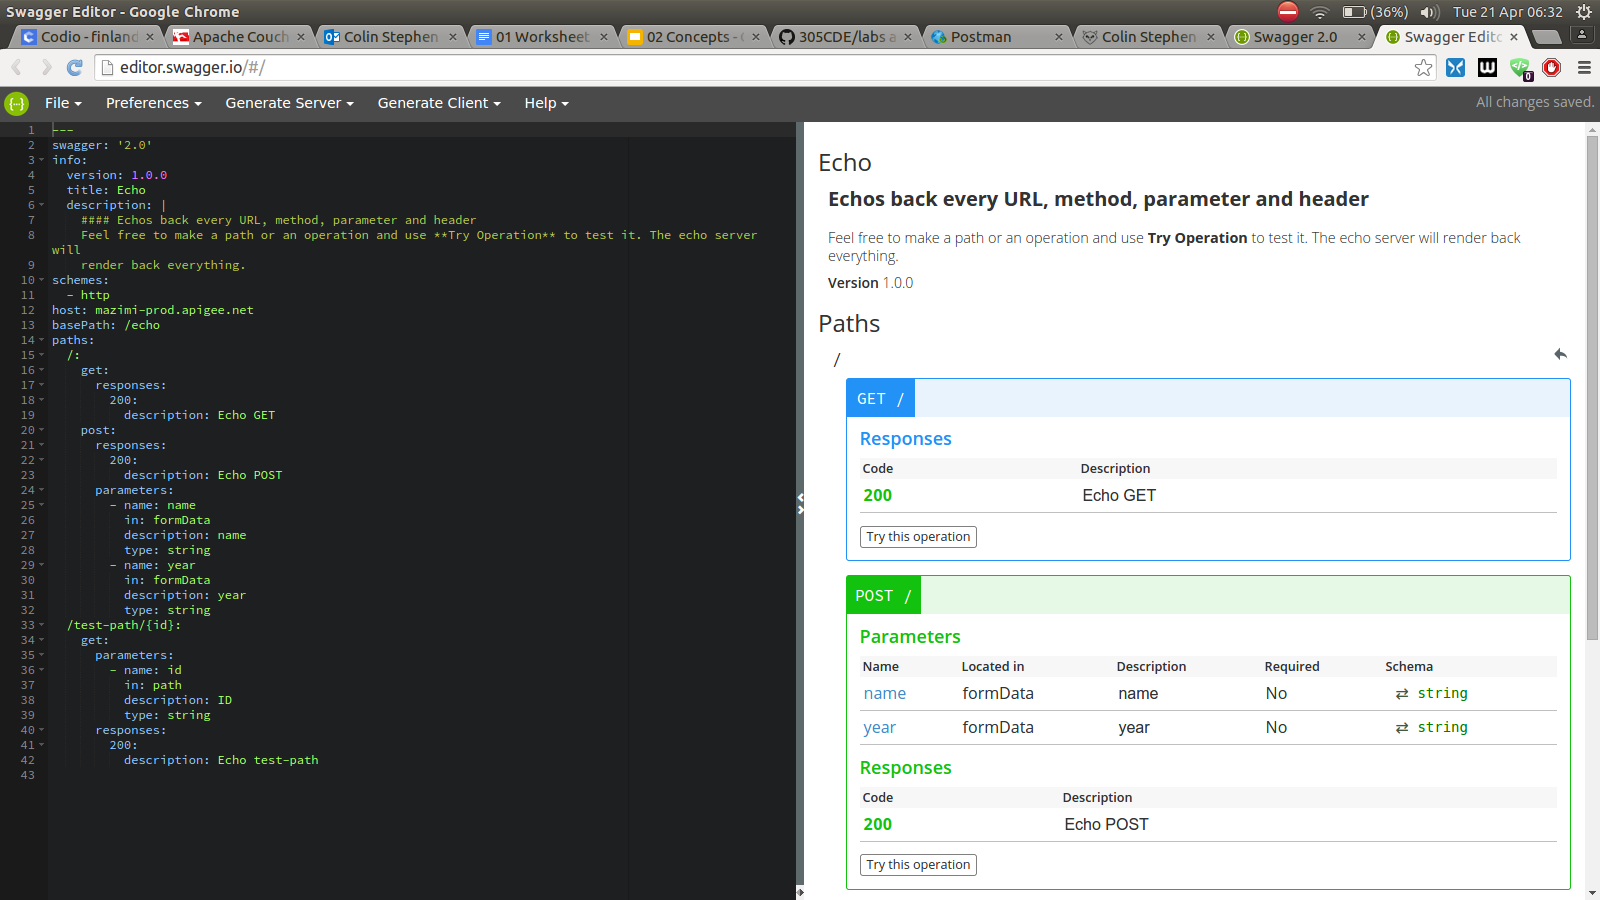 Swagger Editor - Google Chrome
(36%)
Tue 21 Apr 06:32
Codio - finland
Apache Couch
Colin Stephen
01 Worksheet
02 Concepts -
305CDE/labs a
Postman
Colin Stephen
Swagger 2.0
Swagger Edito
editor.swagger.io/#/
W
0
{··}
File
Preferences
Generate Server
Generate Client
Help
All changes saved.
1 ---
2 swagger: '2.0'
3 info:
4 version: 1.0.0
5 title: Echo
6 description: |
7 #### Echos back every URL, method, parameter and header
8 Feel free to make a path or an operation and use **Try Operation** to test it. The echo server
will
9 render back everything.
10 schemes:
11 - http
12 host: mazimi-prod.apigee.net
13 basePath: /echo
14 paths:
15 /:
16 get:
17 responses:
18 200:
19 description: Echo GET
20 post:
21 responses:
22 200:
23 description: Echo POST
24 parameters:
25 - name: name
26 in: formData
27 description: name
28 type: string
29 - name: year
30 in: formData
31 description: year
32 type: string
33 /test-path/{id}:
34 get:
35 parameters:
36 - name: id
37 in: path
38 description: ID
39 type: string
40 responses:
41 200:
42 description: Echo test-path
43
Echo
Echos back every URL, method, parameter and header
Feel free to make a path or an operation and use Try Operation to test it. The echo server will render back
everything.
Version 1.0.0
Paths
/
GET /
Responses
Code Description
200 Echo GET
Try this operation
POST /
Parameters
Name Located in Description Required Schema
name formData name No ⇄ string
year formData year No ⇄ string
Responses
Code Description
200 Echo POST
Try this operation